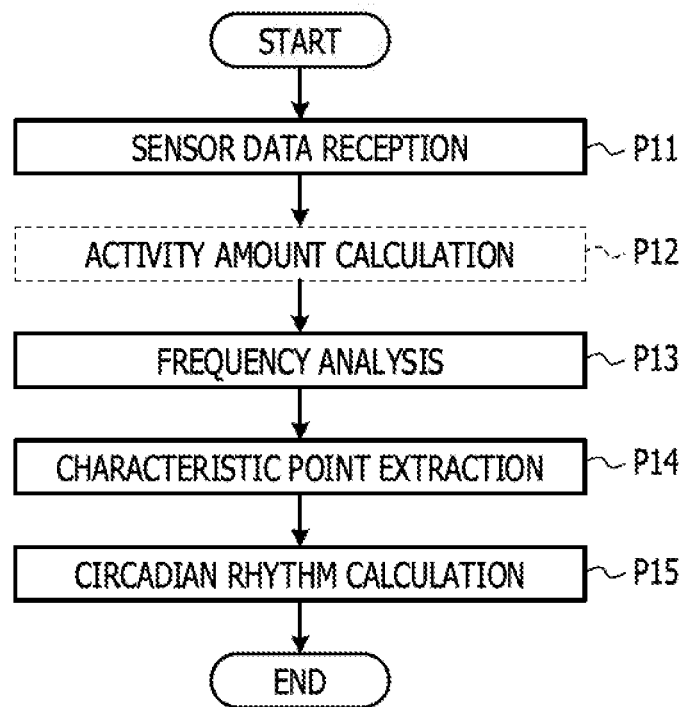 START
SENSOR DATA RECEPTION
P11
ACTIVITY AMOUNT CALCULATION
P12
FREQUENCY ANALYSIS
P13
CHARACTERISTIC POINT EXTRACTION
P14
CIRCADIAN RHYTHM CALCULATION
P15
END